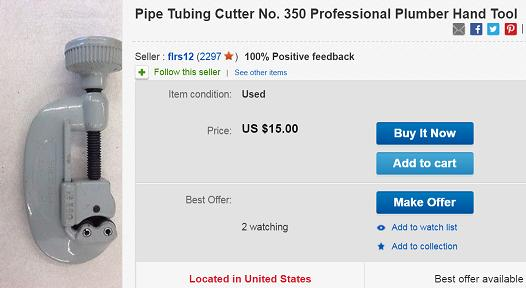 Pipe Tubing Cutter No. 350 Professional Plumber Hand Tool
Seller : flrs12 (2297 ) 100% Positive feedback
+ Follow this seller | See other items
Item condition: Used
Price: US $15.00
Buy It Now
Add to cart
Best Offer:
Make Offer
2 watching
Add to watch list
Add to collection
Located in United States
Best offer available